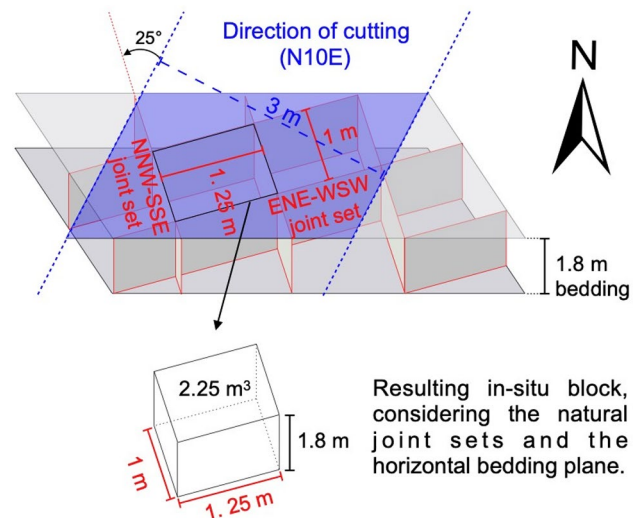 25°
Direction of cutting
(N10E)
N
3 m
1 m
NNW-SSE
joint set
1. 25 m
ENE-WSW
joint set
1.8 m
bedding
2.25 m³
1.8 m
1 m
1. 25 m
Resulting in-situ block,
considering the natural
joint sets and the
horizontal bedding plane.